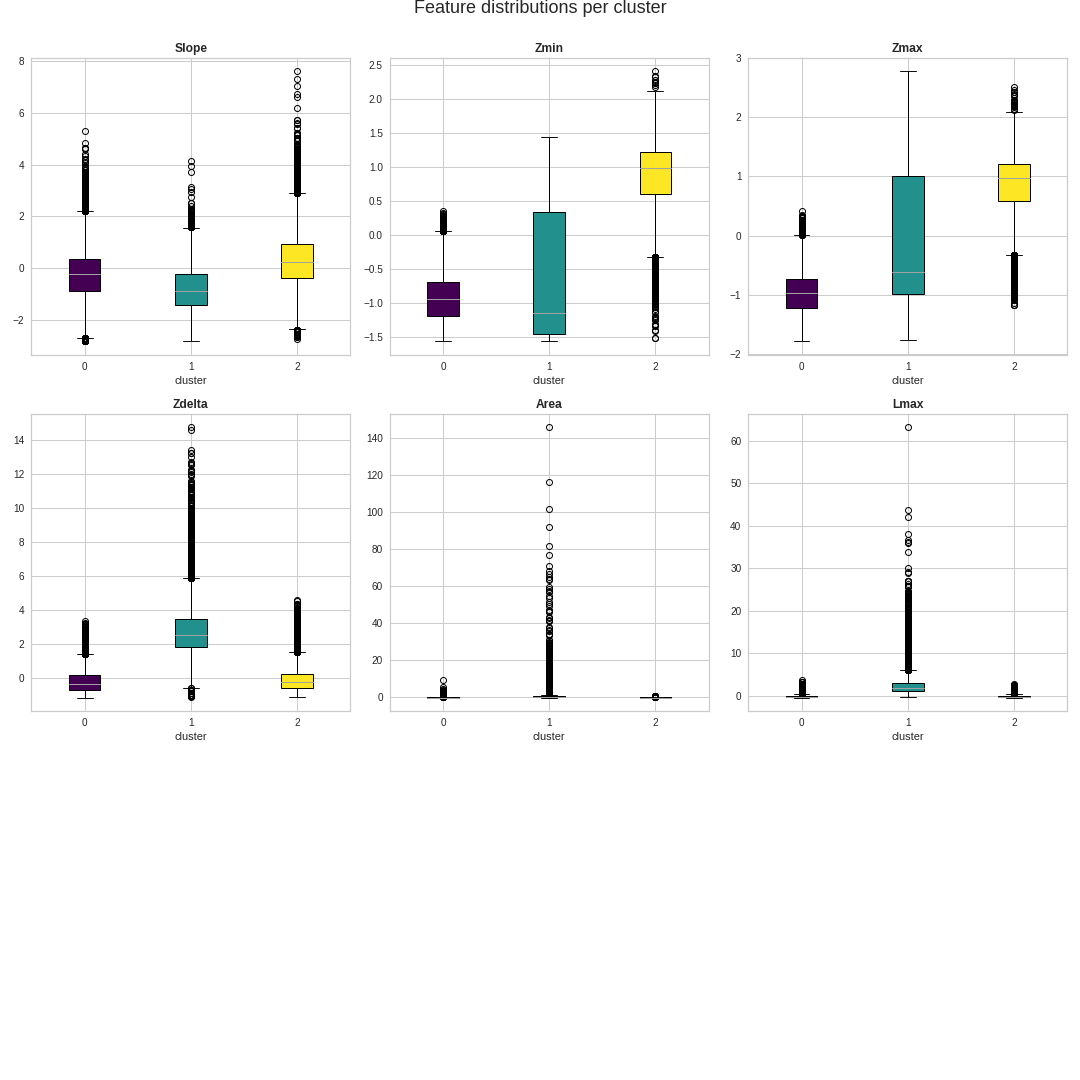 Feature distributions per cluster
Slope
8
6
4
2
0
−2
0 1 2
cluster
Zmin
2.5
2.0
1.5
1.0
0.5
0.0
−0.5
−1.0
−1.5
0 1 2
cluster
Zmax
3
2
1
0
−1
−2
0 1 2
cluster
Zdelta
14
12
10
8
6
4
2
0
0 1 2
cluster
Area
140
120
100
80
60
40
20
0
0 1 2
cluster
Lmax
60
50
40
30
20
10
0
0 1 2
cluster